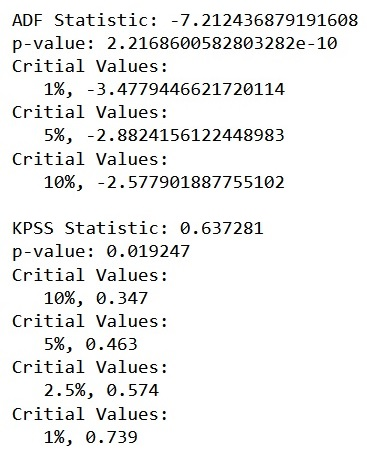 ADF Statistic: -7.212436879191608
p-value: 2.2168600582803282e-10
Critial Values:
   1%, -3.4779446621720114
Critial Values:
   5%, -2.8824156122448983
Critial Values:
   10%, -2.577901887755102

KPSS Statistic: 0.637281
p-value: 0.019247
Critial Values:
   10%, 0.347
Critial Values:
   5%, 0.463
Critial Values:
   2.5%, 0.574
Critial Values:
   1%, 0.739